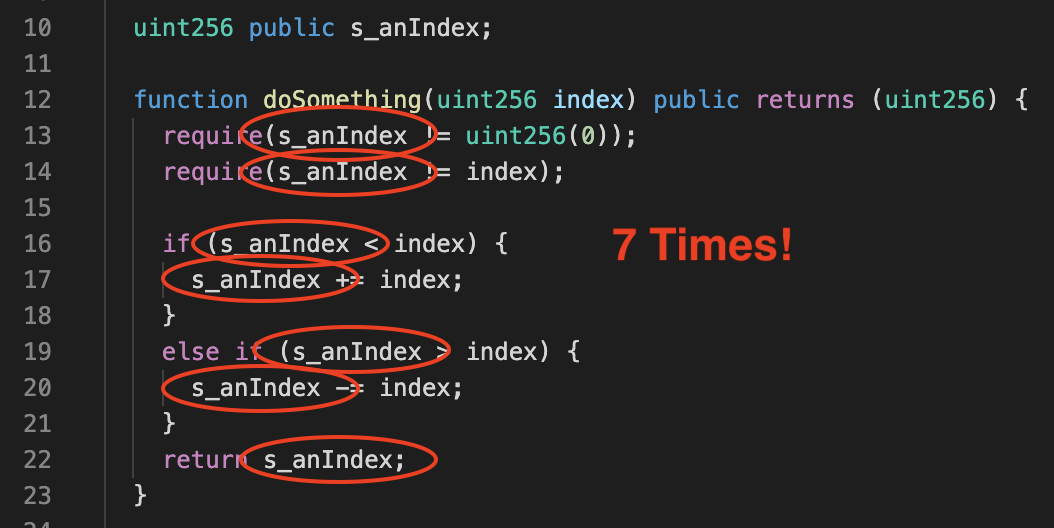 10 uint256 public s_anIndex;
11
12 function doSomething(uint256 index) public returns (uint256) {
13 require(s_anIndex != uint256(0));
14 require(s_anIndex != index);
15
16 if (s_anIndex < index) {
7 Times!
17 s_anIndex += index;
18 }
19 else if (s_anIndex > index) {
20 s_anIndex -= index;
21 }
22 return s_anIndex;
23 }